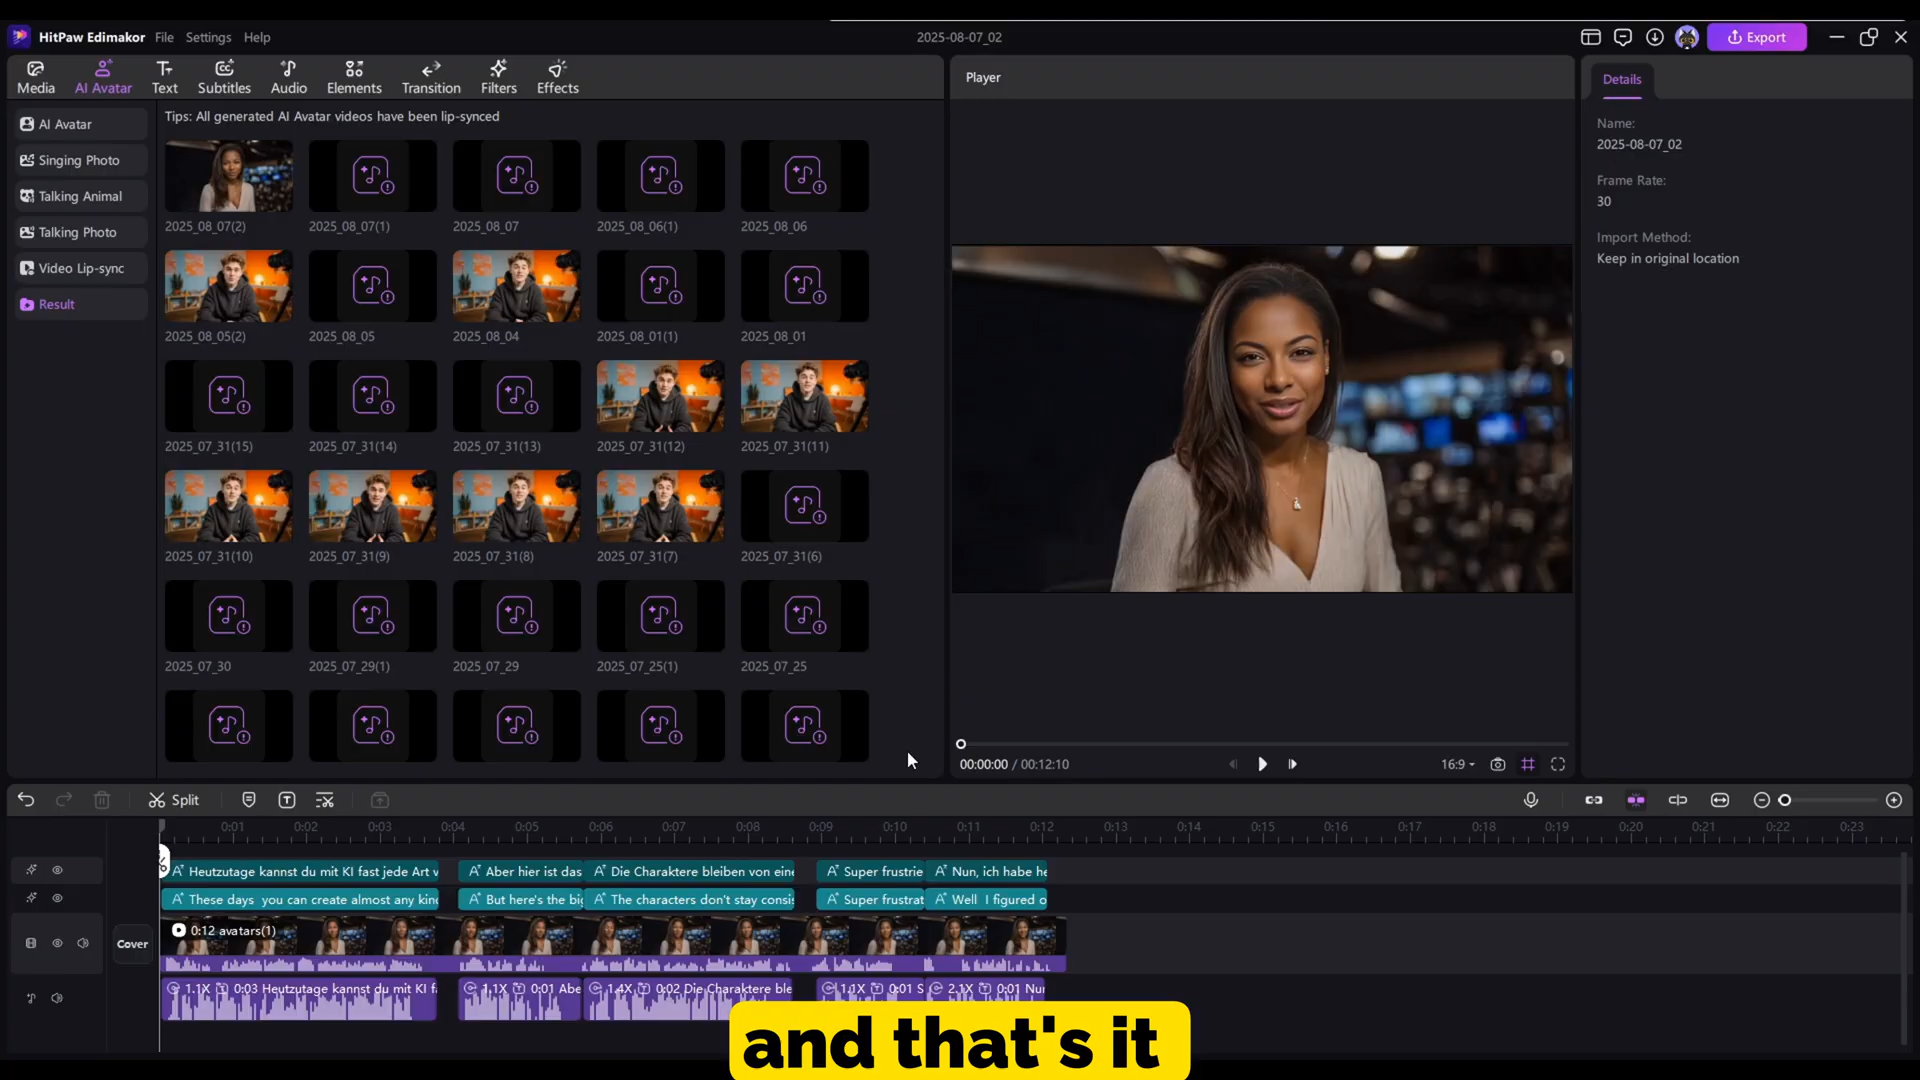 HitPaw Edimakor File Settings Help
2025-08-07_02
Export
Media
AI Avatar
Text
Subtitles
Audio
Elements
Transition
Filters
Effects
Player
Details
AI Avatar
Singing Photo
Talking Animal
Talking Photo
Video Lip-sync
Result
Tips: All generated AI Avatar videos have been lip-synced
2025_08_07(2) 2025_08_07(1) 2025_08_07 2025_08_06(1) 2025_08_06
2025_08_05(2) 2025_08_05 2025_08_04 2025_08_01(1) 2025_08_01
2025_07_31(15) 2025_07_31(14) 2025_07_31(13) 2025_07_31(12) 2025_07_31(11)
2025_07_31(10) 2025_07_31(9) 2025_07_31(8) 2025_07_31(7) 2025_07_31(6)
2025_07_30 2025_07_29(1) 2025_07_29 2025_07_25(1) 2025_07_25
Name:
2025-08-07_02
Frame Rate:
30
Import Method:
Keep in original location
00:00:00 / 00:12:10
16:9
Split
0:01 0:02 0:03 0:04 0:05 0:06 0:07 0:08 0:09 0:10 0:11 0:12 0:13 0:14 0:15 0:16 0:17 0:18 0:19 0:20 0:21 0:22 0:23
Heutzutage kannst du mit KI fast jede Art v Aber hier ist das Die Charaktere bleiben von eine Super frustrie Nun, ich habe he
These days you can create almost any kind But here's the big The characters don't stay consis Super frustrat Well I figured o
Cover
0:12 avatars(1)
1.1X 0:03 Heutzutage kannst du mit KI fa 1.1X 0:01 Abe 1.4X 0:02 Die Charaktere ble 1.1X 0:01 S 2.1X 0:01 Nur
and that's it